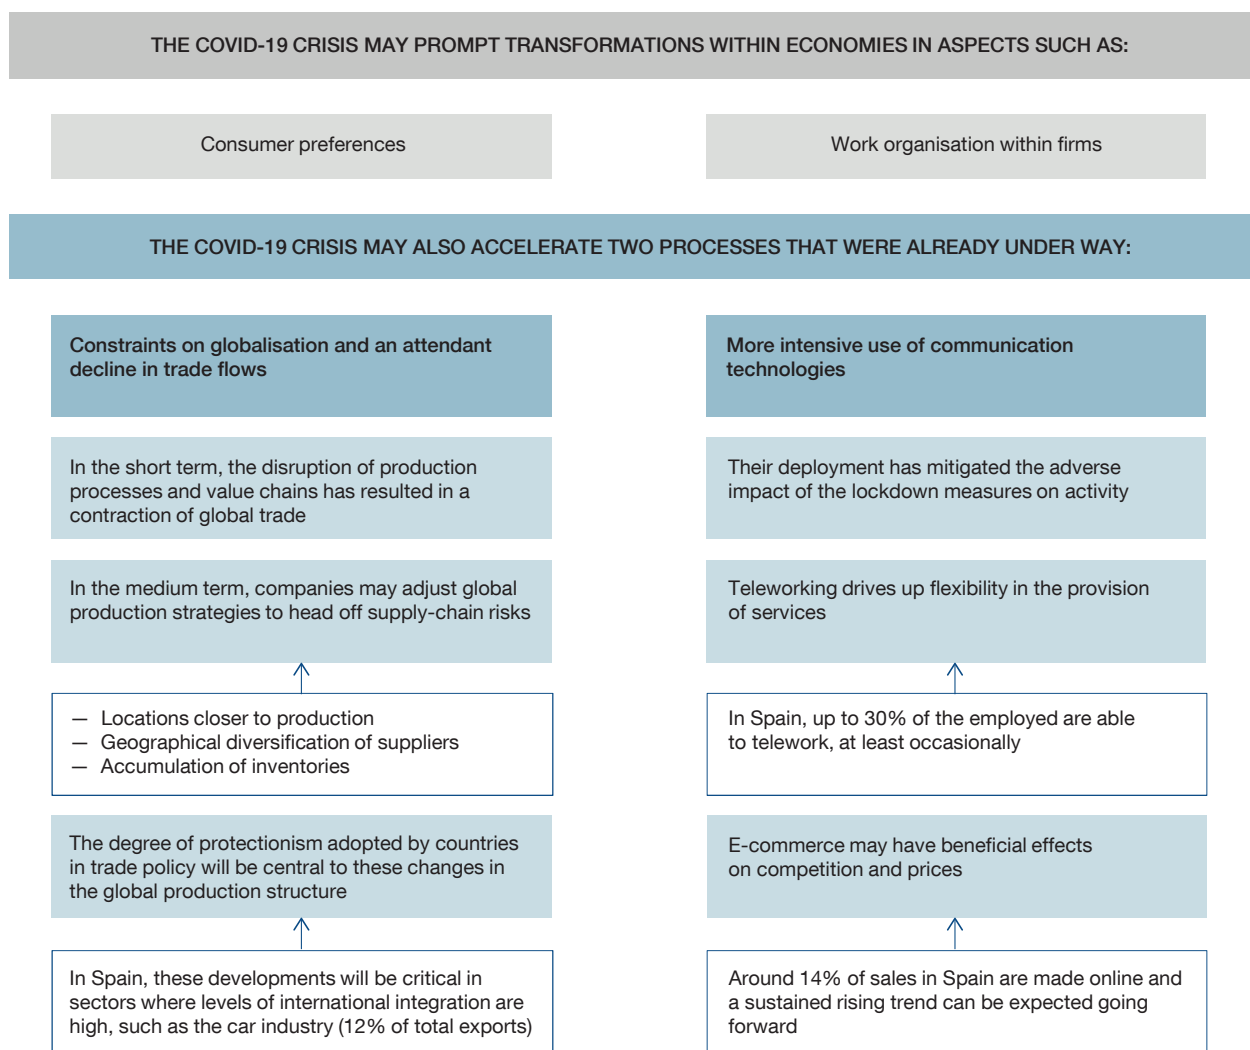 THE COVID-19 CRISIS MAY PROMPT TRANSFORMATIONS WITHIN ECONOMIES IN ASPECTS SUCH AS:
Consumer preferences
Work organisation within firms
THE COVID-19 CRISIS MAY ALSO ACCELERATE TWO PROCESSES THAT WERE ALREADY UNDER WAY:
Constraints on globalisation and an attendant
decline in trade flows
In the short term, the disruption of production
processes and value chains has resulted in a
contraction of global trade
In the medium term, companies may adjust global
production strategies to head off supply-chain risks
— Locations closer to production
— Geographical diversification of suppliers
— Accumulation of inventories
The degree of protectionism adopted by countries
in trade policy will be central to these changes in
the global production structure
In Spain, these developments will be critical in
sectors where levels of international integration are
high, such as the car industry (12% of total exports)
More intensive use of communication
technologies
Their deployment has mitigated the adverse
impact of the lockdown measures on activity
Teleworking drives up flexibility in the provision
of services
In Spain, up to 30% of the employed are able
to telework, at least occasionally
E-commerce may have beneficial effects
on competition and prices
Around 14% of sales in Spain are made online and
a sustained rising trend can be expected going
forward